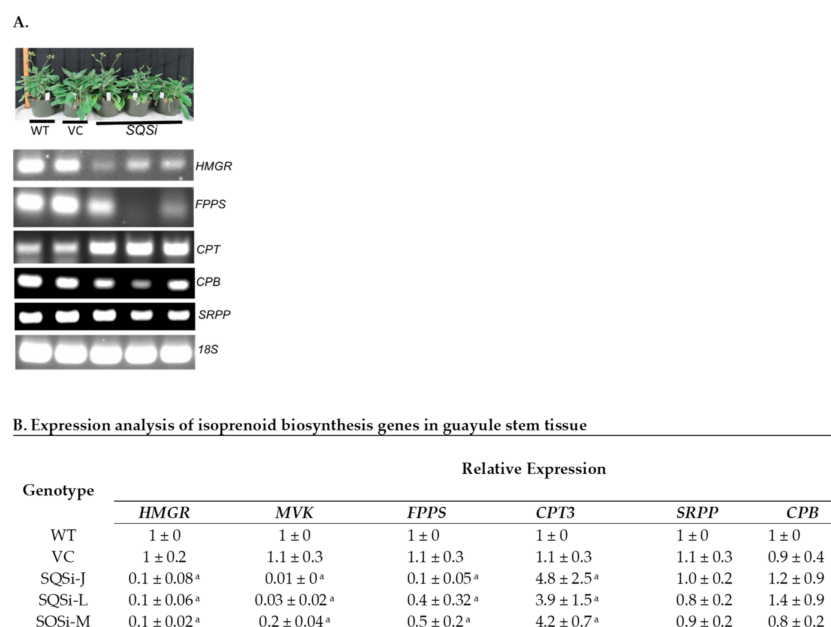 A.
WT VC SQSi
HMGR
FPPS
CPT
CPB
SRPP
18S
B. Expression analysis of isoprenoid biosynthesis genes in guayule stem tissue
Relative Expression
Genotype
HMGR MVK FPPS CPT3 SRPP CPB
WT 1 ± 0 1 ± 0 1 ± 0 1 ± 0 1 ± 0 1 ± 0
VC 1 ± 0.2 1.1 ± 0.3 1.1 ± 0.3 1.1 ± 0.3 1.1 ± 0.3 0.9 ± 0.4
SQSi-J 0.1 ± 0.08 a 0.01 ± 0 a 0.1 ± 0.05 a 4.8 ± 2.5 a 1.0 ± 0.2 1.2 ± 0.9
SQSi-L 0.1 ± 0.06 a 0.03 ± 0.02 a 0.4 ± 0.32 a 3.9 ± 1.5 a 0.8 ± 0.2 1.4 ± 0.9
SQSi-M 0.1 ± 0.02 a 0.2 ± 0.04 a 0.5 ± 0.2 a 4.2 ± 0.7 a 0.9 ± 0.2 0.8 ± 0.2